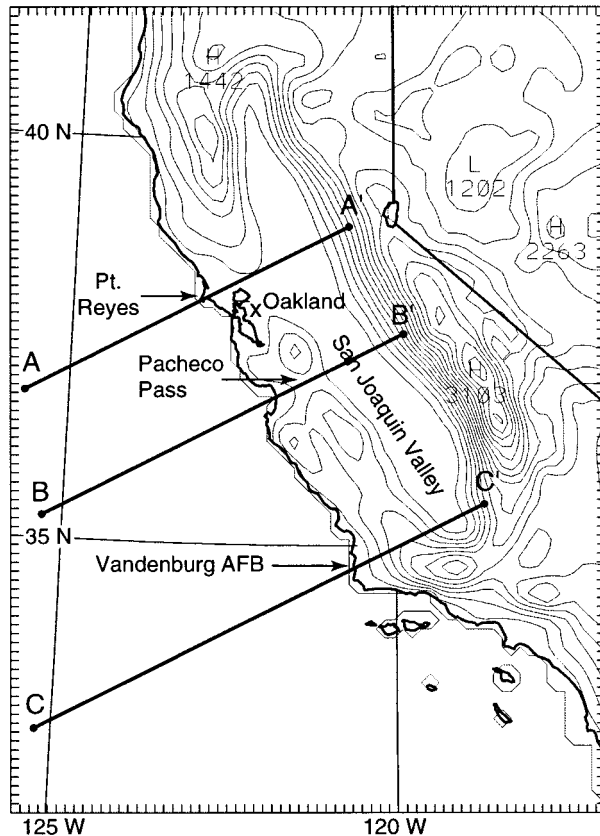 H
1442
40 N
L
1202
A'
H
2263
Pt.
Reyes
x Oakland
B'
A
Pacheco
Pass
San Joaquin Valley
H
3103
C'
B
35 N
Vandenburg AFB
C
125 W
120 W